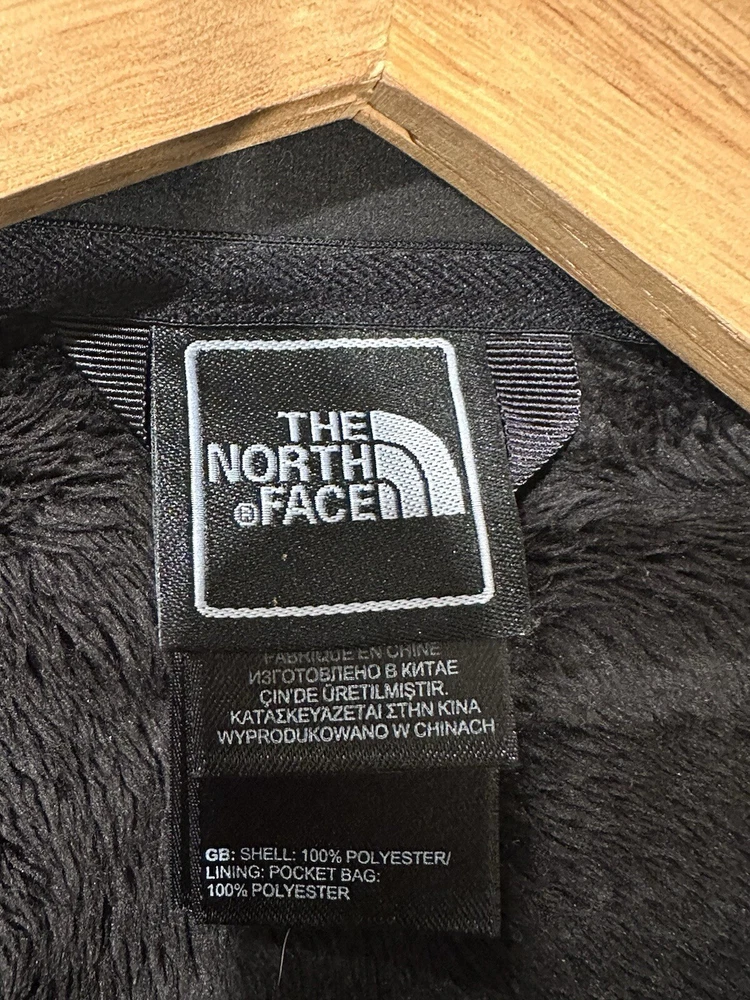 THE
NORTH
®FACE
FABRIQUÉ EN CHINE
ИЗГОТОВЛЕНО В КИТАЕ
ÇIN'DE ÜRETILMIŞTIR.
ΚΑΤΑΣΚΕΥΑΖΕΤΑΙ ΣΤΗΝ ΚΙΝΑ
WYPRODUKOWANO W CHINACH
GB: SHELL: 100% POLYESTER/
LINING: POCKET BAG:
100% POLYESTER